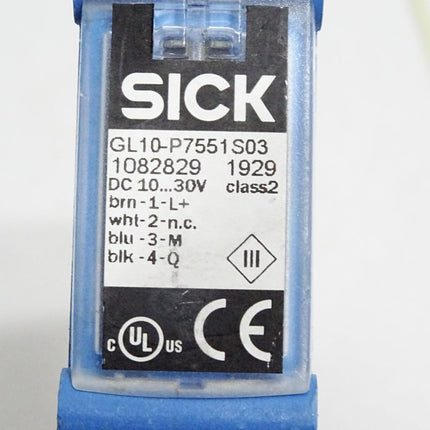 SICK
GL10-P7551S03
1082829 1929
DC 10...30V class2
brn-1-L+
wht-2-n.c.
blu-3-M
blk-4-Q
III
c UL US CE